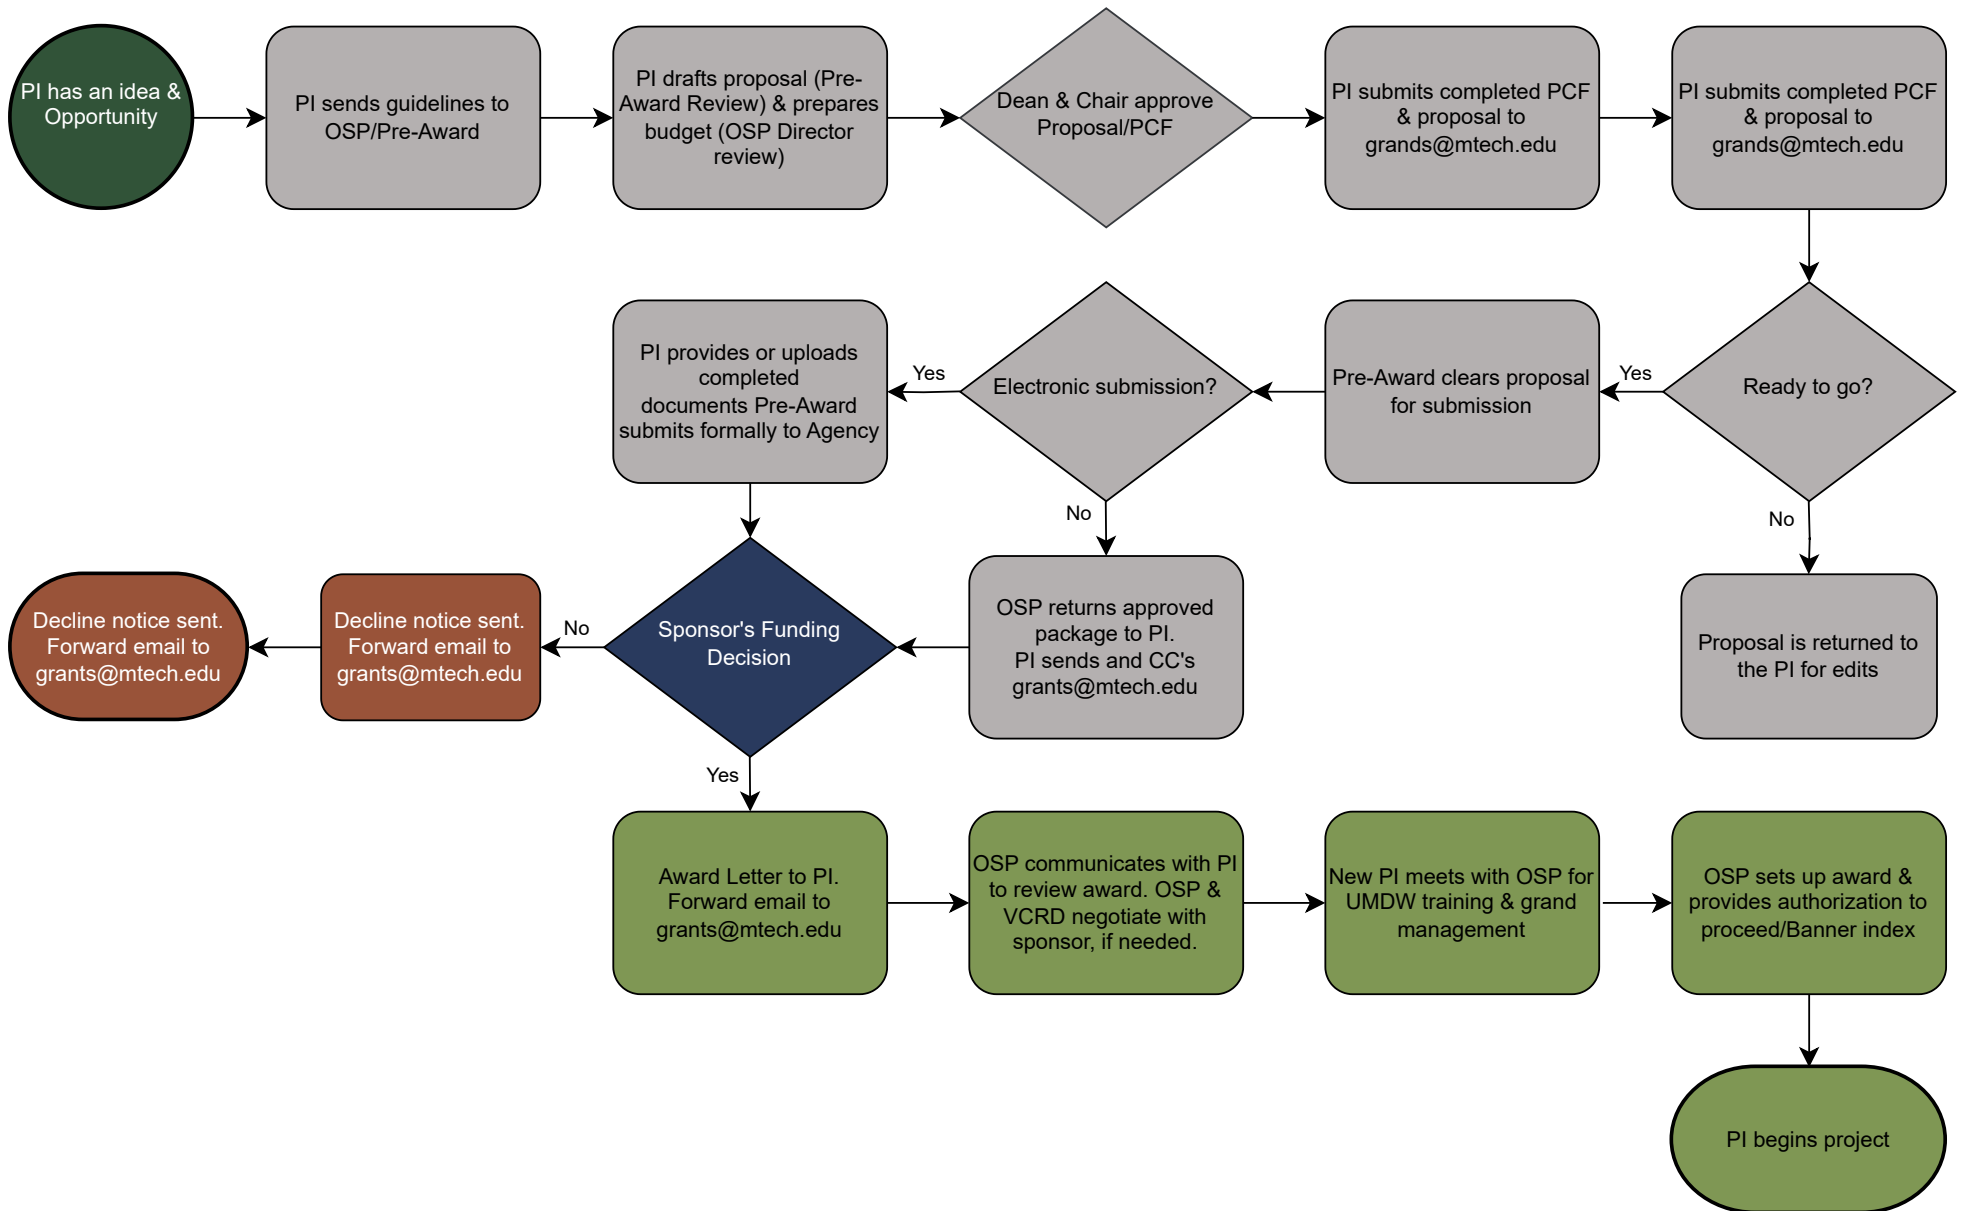 PI has an idea &
Opportunity
PI sends guidelines to
OSP/Pre-Award
PI drafts proposal (Pre-
Award Review) & prepares
budget (OSP Director
review)
Dean & Chair approve
Proposal/PCF
PI submits completed PCF
& proposal to
grands@mtech.edu
PI submits completed PCF
& proposal to
grands@mtech.edu
Ready to go?
Yes
No
Pre-Award clears proposal
for submission
Electronic submission?
Yes
No
PI provides or uploads
completed
documents Pre-Award
submits formally to Agency
Proposal is returned to
the PI for edits
OSP returns approved
package to PI.
PI sends and CC's
grants@mtech.edu
Sponsor's Funding
Decision
No
Yes
Decline notice sent.
Forward email to
grants@mtech.edu
Decline notice sent.
Forward email to
grants@mtech.edu
Award Letter to PI.
Forward email to
grants@mtech.edu
OSP communicates with PI
to review award. OSP &
VCRD negotiate with
sponsor, if needed.
New PI meets with OSP for
UMDW training & grand
management
OSP sets up award &
provides authorization to
proceed/Banner index
PI begins project